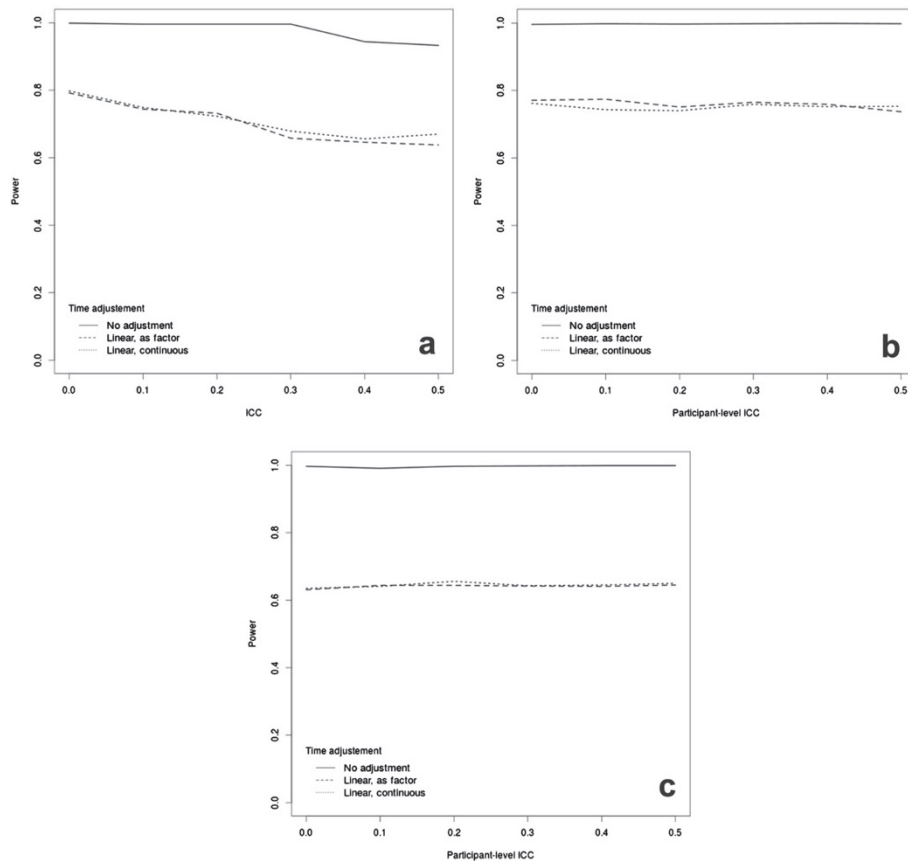 1.0
0.8
0.6
0.4
0.2
0.0
Power
Time adjustement
No adjustment
Linear, as factor
Linear, continuous
a
0.0 0.1 0.2 0.3 0.4 0.5
ICC
1.0
0.8
0.6
0.4
0.2
0.0
Power
Time adjustement
No adjustment
Linear, as factor
Linear, continuous
b
0.0 0.1 0.2 0.3 0.4 0.5
Participant-level ICC
1.0
0.8
0.6
0.4
0.2
0.0
Power
Time adjustement
No adjustment
Linear, as factor
Linear, continuous
c
0.0 0.1 0.2 0.3 0.4 0.5
Participant-level ICC